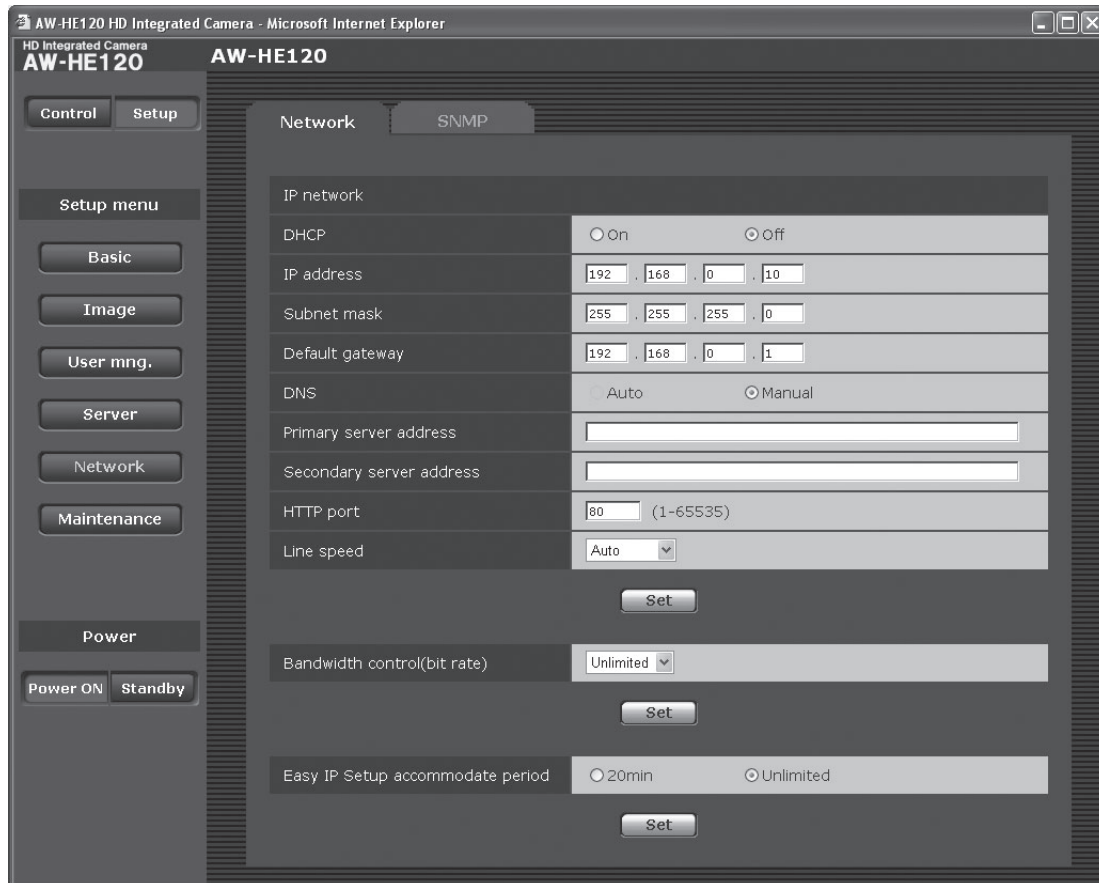 AW-HE120 HD Integrated Camera - Microsoft Internet Explorer
HD Integrated Camera
AW-HE120
AW-HE120
Control Setup
Network SNMP
Setup menu
Basic
Image
User mng.
Server
Network
Maintenance
Power
Power ON Standby
IP network
DHCP On Off
IP address 192 . 168 . 0 . 10
Subnet mask 255 . 255 . 255 . 0
Default gateway 192 . 168 . 0 . 1
DNS Auto Manual
Primary server address
Secondary server address
HTTP port 80 (1-65535)
Line speed Auto
Set
Bandwidth control(bit rate) Unlimited
Set
Easy IP Setup accommodate period 20min Unlimited
Set